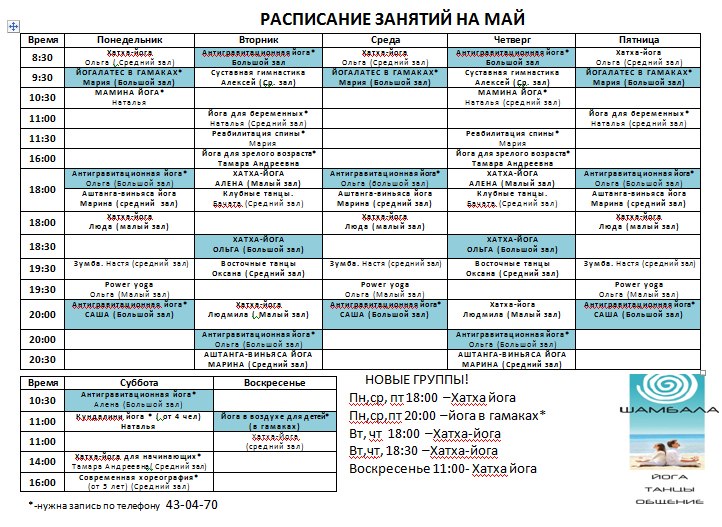 РАСПИСАНИЕ ЗАНЯТИЙ НА МАЙ
Время Понедельник Вторник Среда Четверг Пятница
8:30 Хатха-йога Антигравитационная йога* Хатха-йога Антигравитационная йога* Хатха-йога
Ольга (,Средний зал) Большой зал Ольга (Средний зал) Большой зал Ольга (Средний зал)
9:30 ЙОГАЛАТЕС В ГАМАКАХ* Суставная гимнастика ЙОГАЛАТЕС В ГАМАКАХ* Суставная гимнастика ЙОГАЛАТЕС В ГАМАКАХ*
Мария (Большой зал) Алексей (Ср. зал) Мария (Большой зал) Алексей (Ср. зал) Мария (Большой зал)
10:30 МАМИНА ЙОГА* МАМИНА ЙОГА*
Наталья Наталья (средний зал)
11:00 Йога для беременных* Йога для беременных*
Наталья (Средний зал) Наталья (средний зал)
11:30 Реабилитация спины* Реабилитация спины*
Мария Мария
16:00 Йога для зрелого возраста* Йога для зрелого возраста*
Тамара Андреевна Тамара Андреевна
18:00 Антигравитационная йога* ХАТХА-ЙОГА Антигравитационная йога* ХАТХА-ЙОГА Антигравитационная йога*
Ольга (Большой зал) АЛЕНА (Малый зал) Ольга (большой зал) АЛЕНА (Малый зал) Ольга (Большой зал)
Аштанга-виньяса йога Клубные танцы. Аштанга-виньяса йога Клубные танцы. Аштанга-виньяса йога
Марина (средний зал) Бачата.(Средний зал) Марина (средний зал) Бачата.(Средний зал) Марина (средний зал)
18:00 Хатха-йога Хатха-йога Хатха-йога
Люда (малый зал) Люда (малый зал) Люда (малый зал)
18:30 ХАТХА-ЙОГА ХАТХА-ЙОГА
ОЛЬГА (Большой зал) ОЛЬГА (Большой зал)
19:30 Зумба. Настя (средний зал) Восточные танцы Зумба. Настя (средний зал) Восточные танцы Зумба. Настя (средний зал)
Оксана (Средний зал) Оксана (Средний зал)
19:30 Power yoga Power yoga Power yoga
Ольга (Малый зал) Ольга (Малый зал) Ольга (Малый зал)
20:00 Антигравитационная йога* Хатха-йога Антигравитационная йога* Хатха-йога Антигравитационная йога*
САША (Большой зал) Людмила (,Малый зал) САША (Большой зал) Людмила (Малый зал) САША (Большой зал)
20:00 Антигравитационная йога* Антигравитационная йога*
Ольга (Большой зал) Ольга (Большой зал)
20:30 АШТАНГА-ВИНЬЯСА ЙОГА АШТАНГА-ВИНЬЯСА ЙОГА
МАРИНА (Средний зал) МАРИНА (Средний зал)
Время Суббота Воскресенье
10:30 Антигравитационная йога*
Алена (Большой зал)
11:00 Кундалини йога * (,от 4 чел) Йога в воздухе для детей*
Наталья (в гамаках)
11:00 Хатха-йога
(средний зал)
14:00 Хатха-йога для начинающих*
Тамара Андреевна( Средний зал)
16:00 Современная хореография*
(от 5 лет) (Средний зал)
*-нужна запись по телефону 43-04-70
НОВЫЕ ГРУППЫ!
Пн,ср, пт 18:00 –Хатха йога
Пн,ср,пт 20:00 –йога в гамаках*
Вт, чт 18:00 –Хатха-йога
Вт,чт, 18:30 –Хатха-йога
Воскресенье 11:00- Хатха йога
ШАМБАЛА
ЙОГА
ТАНЦЫ
ОБЩЕНИЕ